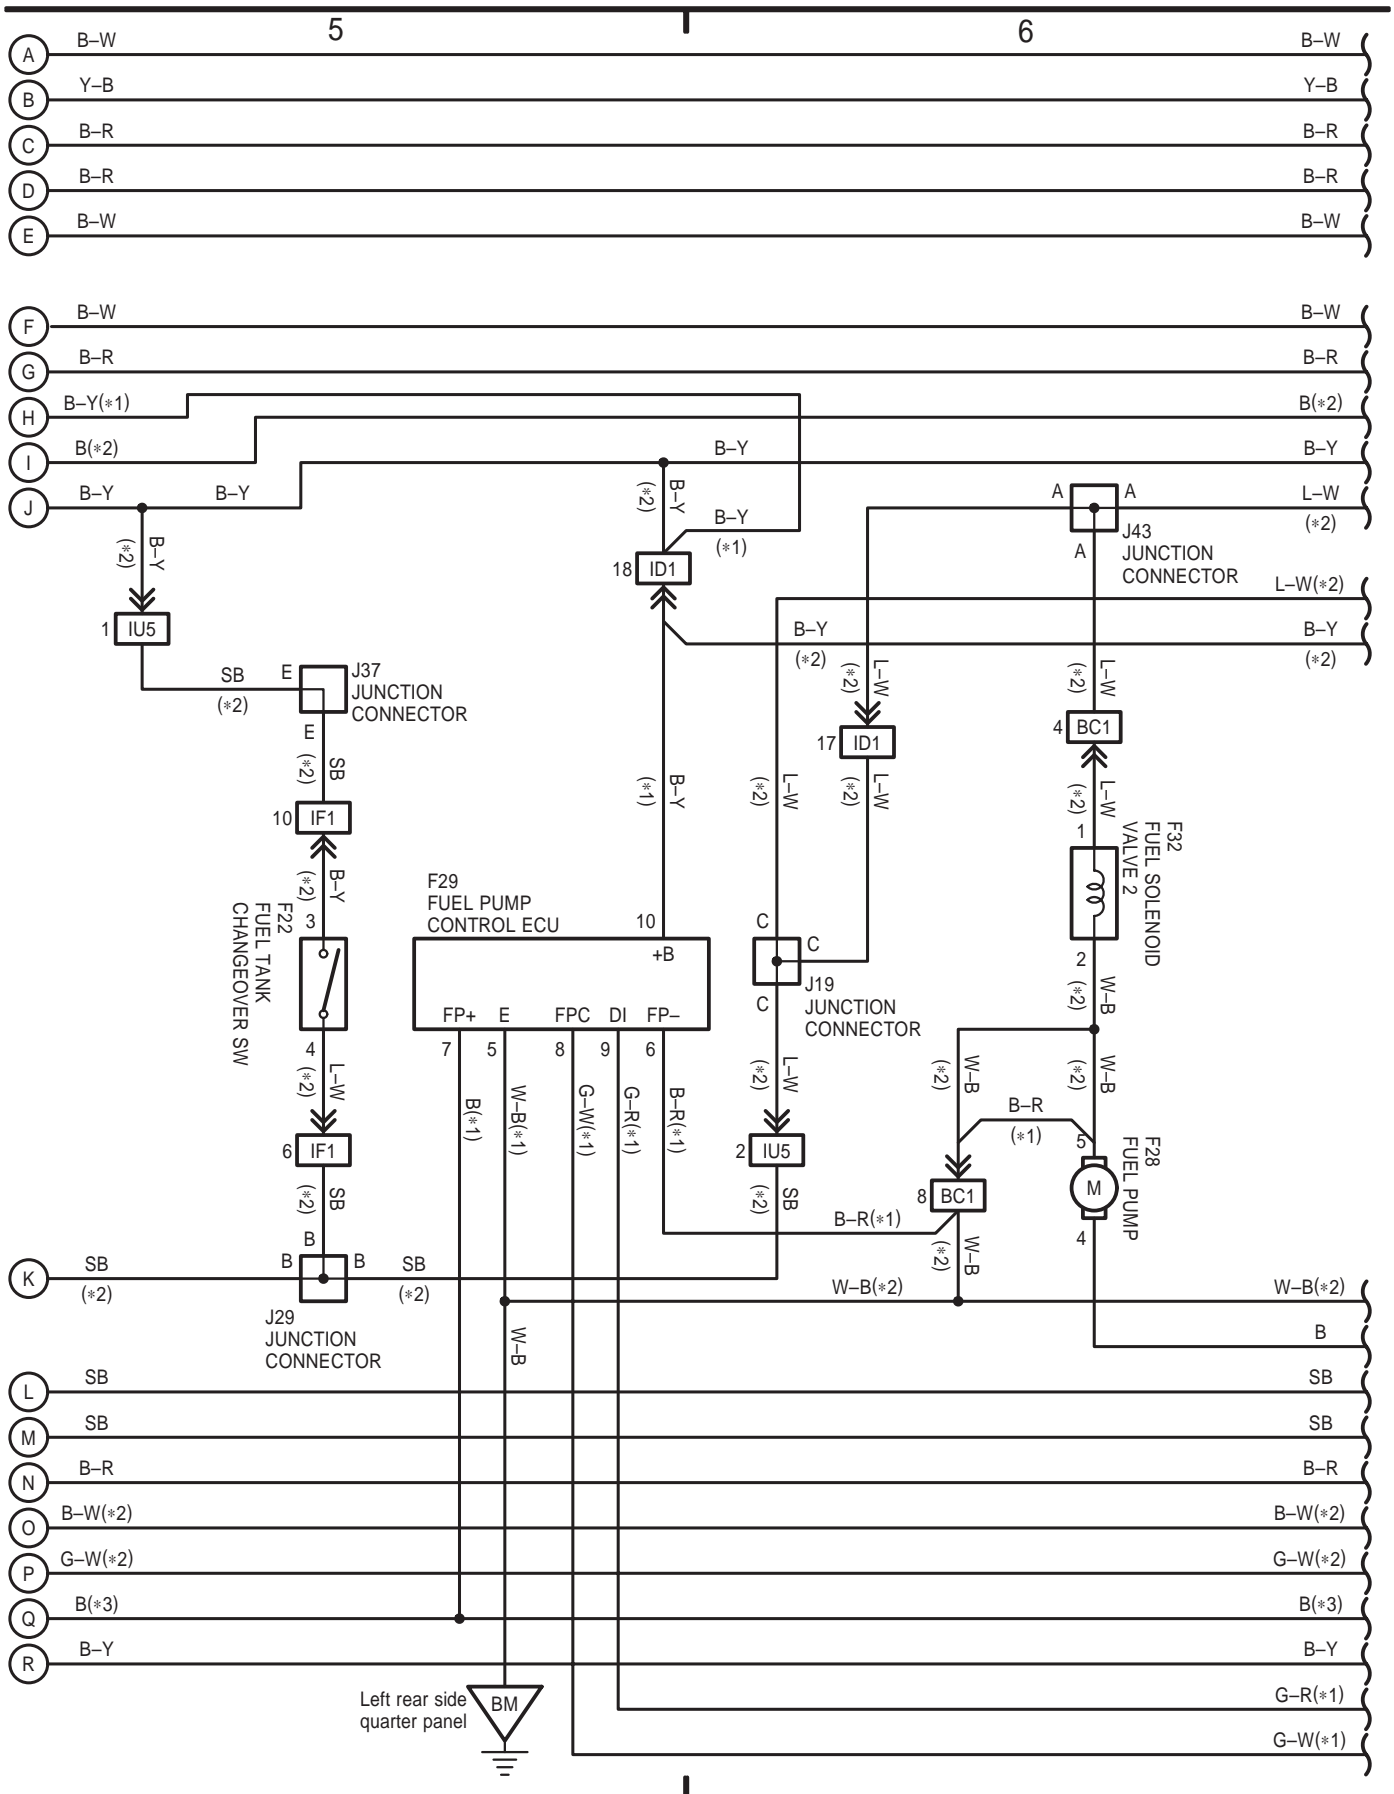 5
6
A B–W B–W
B Y–B Y–B
C B–R B–R
D B–R B–R
E B–W B–W
F B–W B–W
G B–R B–R
H B–Y(*1) B(*2)
I B(*2) B–Y B–Y
J B–Y B–Y
B–Y
(*2)
B–Y
(*1)
18 ID1
A A
L–W
(*2)
J43
JUNCTION
CONNECTOR
A
B–Y
(*2)
1 IU5
L–W(*2)
B–Y
(*2)
B–Y
(*2)
SB
(*2)
E
J37
JUNCTION
CONNECTOR
E
L–W
(*2)
L–W
(*2)
17 ID1
4 BC1
SB
(*2)
10 IF1
B–Y
(*1)
L–W
(*2)
L–W
(*2)
L–W
(*2)
B–Y
(*2)
3
F22
FUEL TANK
CHANGEOVER SW
4
F29
FUEL PUMP
CONTROL ECU
10
+B
FP+ E FPC DI FP–
7 5 8 9 6
C
C
C
J19
JUNCTION
CONNECTOR
1
F32
FUEL SOLENOID
VALVE 2
2
W–B
(*2)
L–W
(*2)
6 IF1
B(*1)
W–B(*1)
G–W(*1)
G–R(*1)
B–R(*1)
L–W
(*2)
2 IU5
W–B
(*2)
W–B
(*2)
B–R
(*1)
5
F28
FUEL PUMP
M
4
8 BC1
SB
(*2)
SB
(*2)
B–R(*1)
W–B
(*2)
B
B B
K SB
(*2)
SB
(*2)
J29
JUNCTION
CONNECTOR
W–B(*2) W–B(*2)
W–B
B
L SB SB
M SB SB
N B–R B–R
O B–W(*2) B–W(*2)
P G–W(*2) G–W(*2)
Q B(*3) B(*3)
R B–Y B–Y
Left rear side
quarter panel
BM
G–R(*1)
G–W(*1)